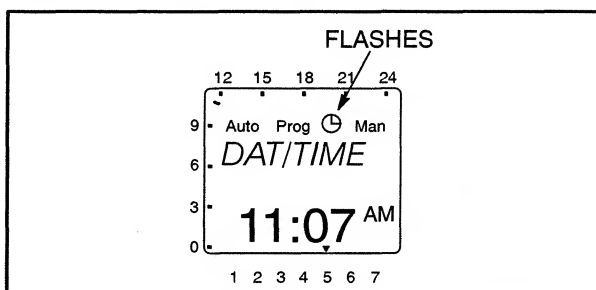 FLASHES
12 15 18 21 24
9 Auto Prog Man
DAT/TIME
6
3
11:07 AM
0
1 2 3 4 5 6 7